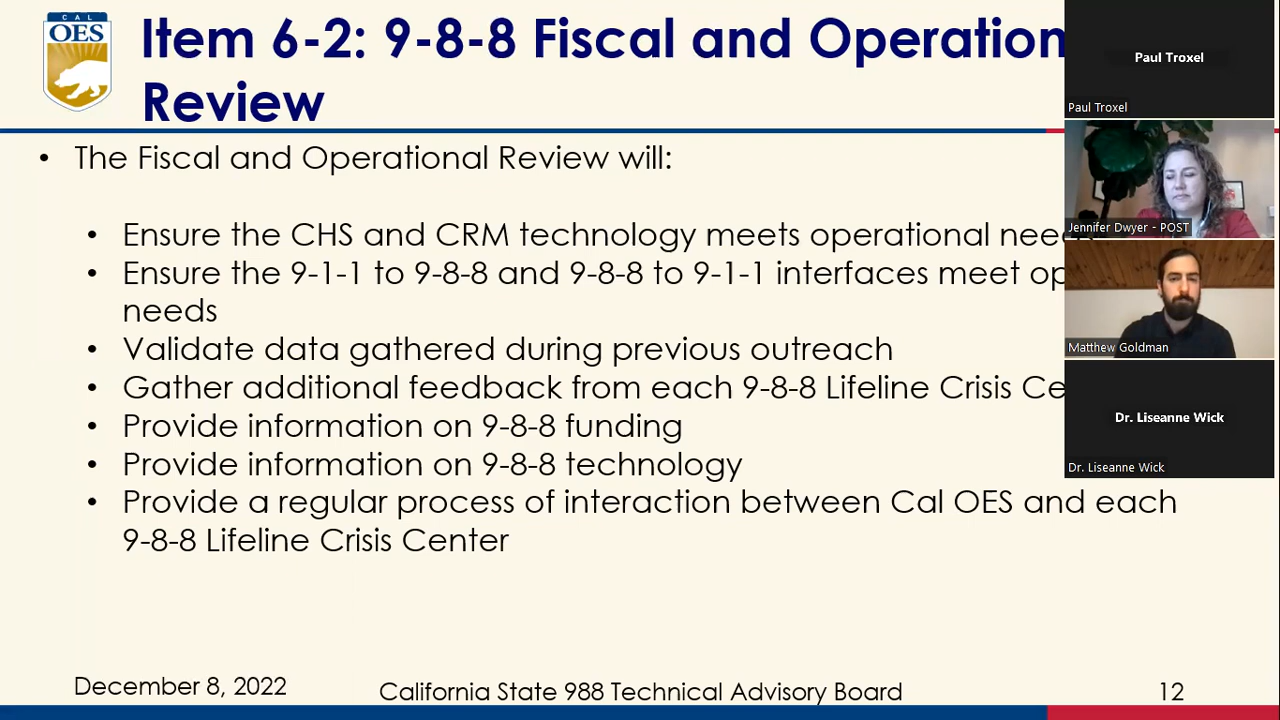 CAL
OES
Item 6-2: 9-8-8 Fiscal and Operation
Review
• The Fiscal and Operational Review will:
• Ensure the CHS and CRM technology meets operational
• Ensure the 9-1-1 to 9-8-8 and 9-8-8 to 9-1-1 interfaces meet
needs
• Validate data gathered during previous outreach
• Gather additional feedback from each 9-8-8 Lifeline Crisis
• Provide information on 9-8-8 funding
• Provide information on 9-8-8 technology
• Provide a regular process of interaction between Cal OES and each
9-8-8 Lifeline Crisis Center
December 8, 2022
California State 988 Technical Advisory Board
12
Paul Troxel
Paul Troxel
Jennifer Dwyer - POST
Matthew Goldman
Dr. Liseanne Wick
Dr. Liseanne Wick